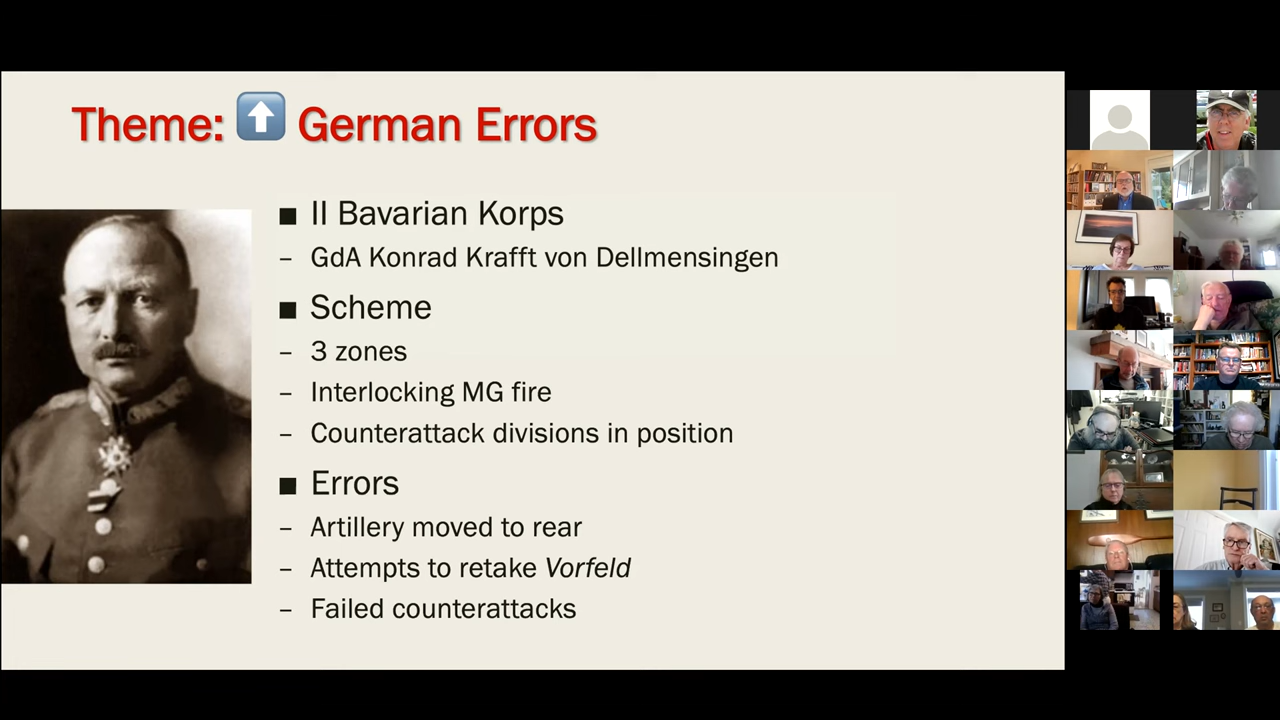 Theme: ⬆ German Errors
■ II Bavarian Korps
– GdA Konrad Krafft von Dellmensingen
■ Scheme
– 3 zones
– Interlocking MG fire
– Counterattack divisions in position
■ Errors
– Artillery moved to rear
– Attempts to retake Vorfeld
– Failed counterattacks